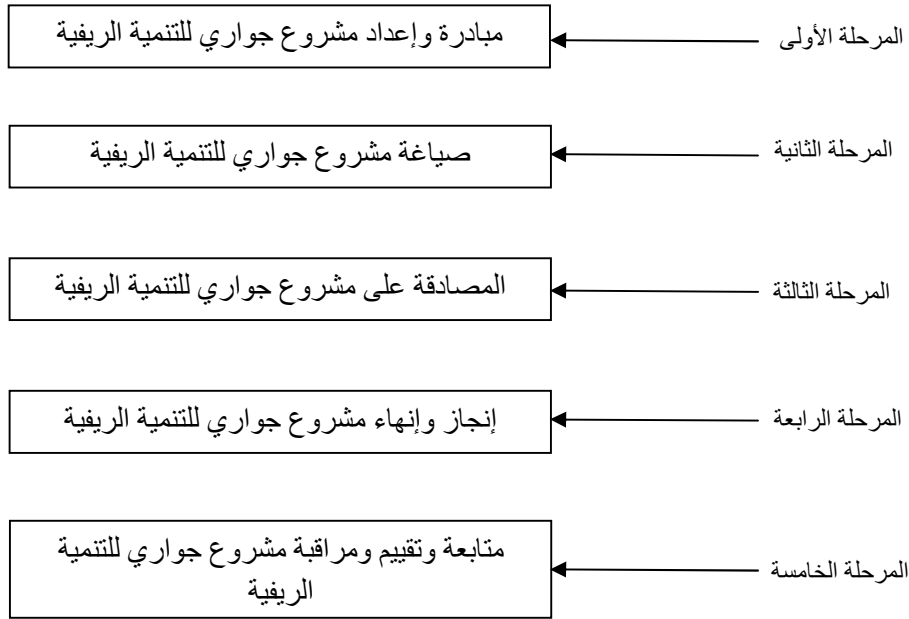 المرحلة الأولى
مبادرة وإعداد مشروع جواري للتنمية الريفية
المرحلة الثانية
صياغة مشروع جواري للتنمية الريفية
المرحلة الثالثة
المصادقة على مشروع جواري للتنمية الريفية
المرحلة الرابعة
إنجاز وإنهاء مشروع جواري للتنمية الريفية
المرحلة الخامسة
متابعة وتقييم ومراقبة مشروع جواري للتنمية
الريفية